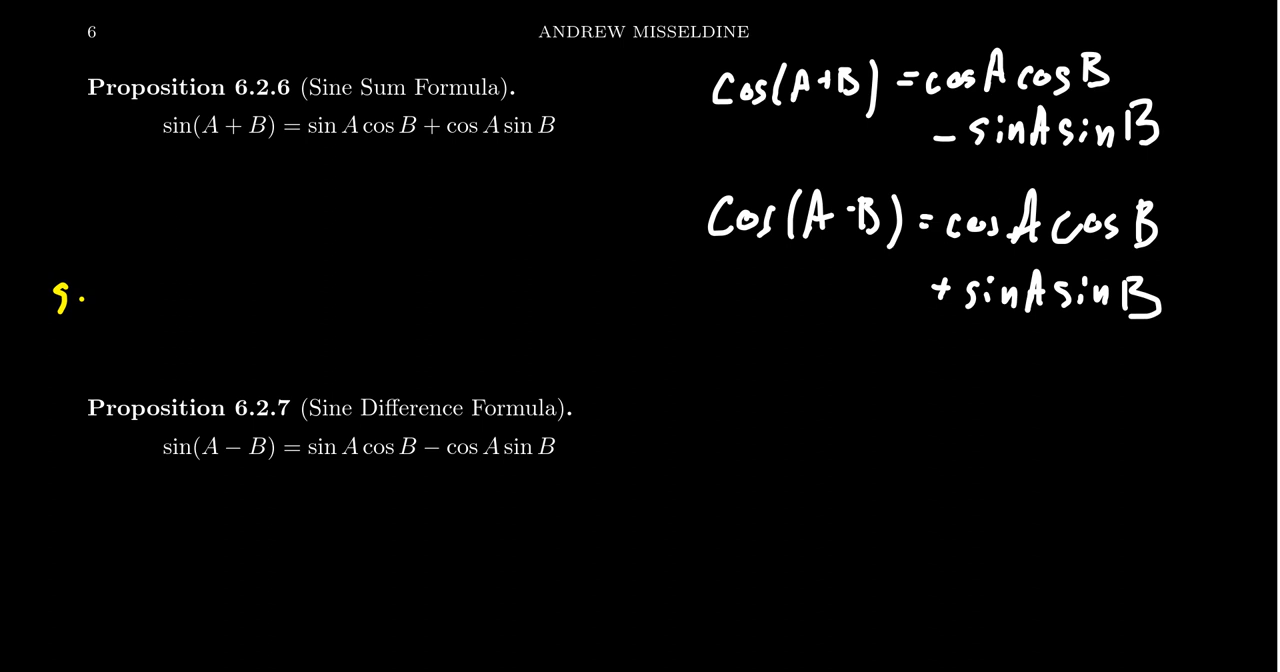 6
ANDREW MISSELDINE
Proposition 6.2.6 (Sine Sum Formula).
sin(A + B) = sin A cos B + cos A sin B
Cos(A+B) = cos A cos B
- sin A sin B
Cos(A-B) = cos A cos B
+ sin A sin B
s.
Proposition 6.2.7 (Sine Difference Formula).
sin(A − B) = sin A cos B − cos A sin B